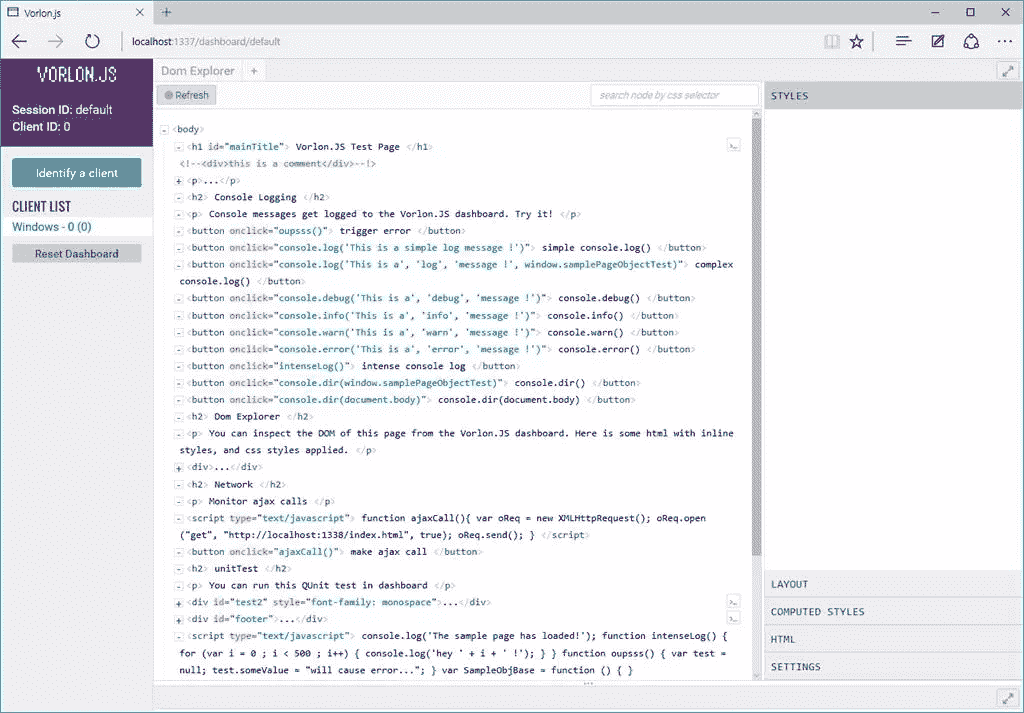 Vorlon.js
localhost:1337/dashboard/default
VORLON.JS
Session ID: default
Client ID: 0
Identify a client
CLIENT LIST
Windows - 0 (0)
Reset Dashboard
Dom Explorer +
Refresh
search node by css selector
<body>
<h1 id="mainTitle"> Vorlon.JS Test Page </h1>
<!--<div>this is a comment</div>--!>
<p>...</p>
<h2> Console Logging </h2>
<p> Console messages get logged to the Vorlon.JS dashboard. Try it! </p>
<button onclick="oupsss()"> trigger error </button>
<button onclick="console.log('This is a simple log message !')"> simple console.log() </button>
<button onclick="console.log('This is a', 'log', 'message !', window.samplePageObjectTest)"> complex
console.log() </button>
<button onclick="console.debug('This is a', 'debug', 'message !')"> console.debug() </button>
<button onclick="console.info('This is a', 'info', 'message !')"> console.info() </button>
<button onclick="console.warn('This is a', 'warn', 'message !')"> console.warn() </button>
<button onclick="console.error('This is a', 'error', 'message !')"> console.error() </button>
<button onclick="intenseLog()"> intense console log </button>
<button onclick="console.dir(window.samplePageObjectTest)"> console.dir() </button>
<button onclick="console.dir(document.body)"> console.dir(document.body) </button>
<h2> Dom Explorer </h2>
<p> You can inspect the DOM of this page from the Vorlon.JS dashboard. Here is some html with inline
styles, and css styles applied. </p>
<div>...</div>
<h2> Network </h2>
<p> Monitor ajax calls </p>
<script type="text/javascript"> function ajaxCall(){ var oReq = new XMLHttpRequest(); oReq.open
("get", "http://localhost:1338/index.html", true); oReq.send(); } </script>
<button onclick="ajaxCall()"> make ajax call </button>
<h2> unitTest </h2>
<p> You can run this QUnit test in dashboard </p>
<div id="test2" style="font-family: monospace">...</div>
<div id="footer">...</div>
<script type="text/javascript"> console.log('The sample page has loaded!'); function intenseLog() {
for (var i = 0 ; i < 500 ; i++) { console.log('hey ' + i + ' !'); } } function oupsss() { var test =
null; test.someValue = "will cause error..."; } var SampleObjBase = function () { }
STYLES
LAYOUT
COMPUTED STYLES
HTML
SETTINGS